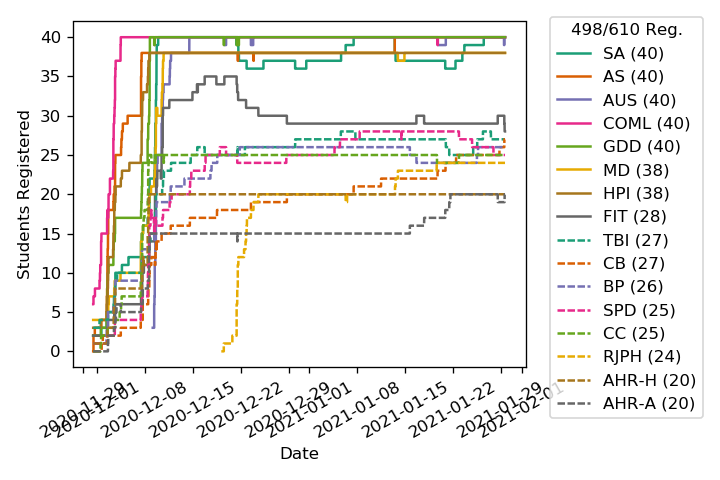 498/610 Reg.
SA (40)
AS (40)
AUS (40)
COML (40)
GDD (40)
MD (38)
HPI (38)
FIT (28)
TBI (27)
CB (27)
BP (26)
SPD (25)
CC (25)
RJPH (24)
AHR-H (20)
AHR-A (20)
Students Registered
40
35
30
25
20
15
10
5
0
2020-11-29
2020-12-01
2020-12-08
2020-12-15
2020-12-22
2020-12-29
2021-01-01
2021-01-08
2021-01-15
2021-01-22
2021-01-29
2021-02-01
Date